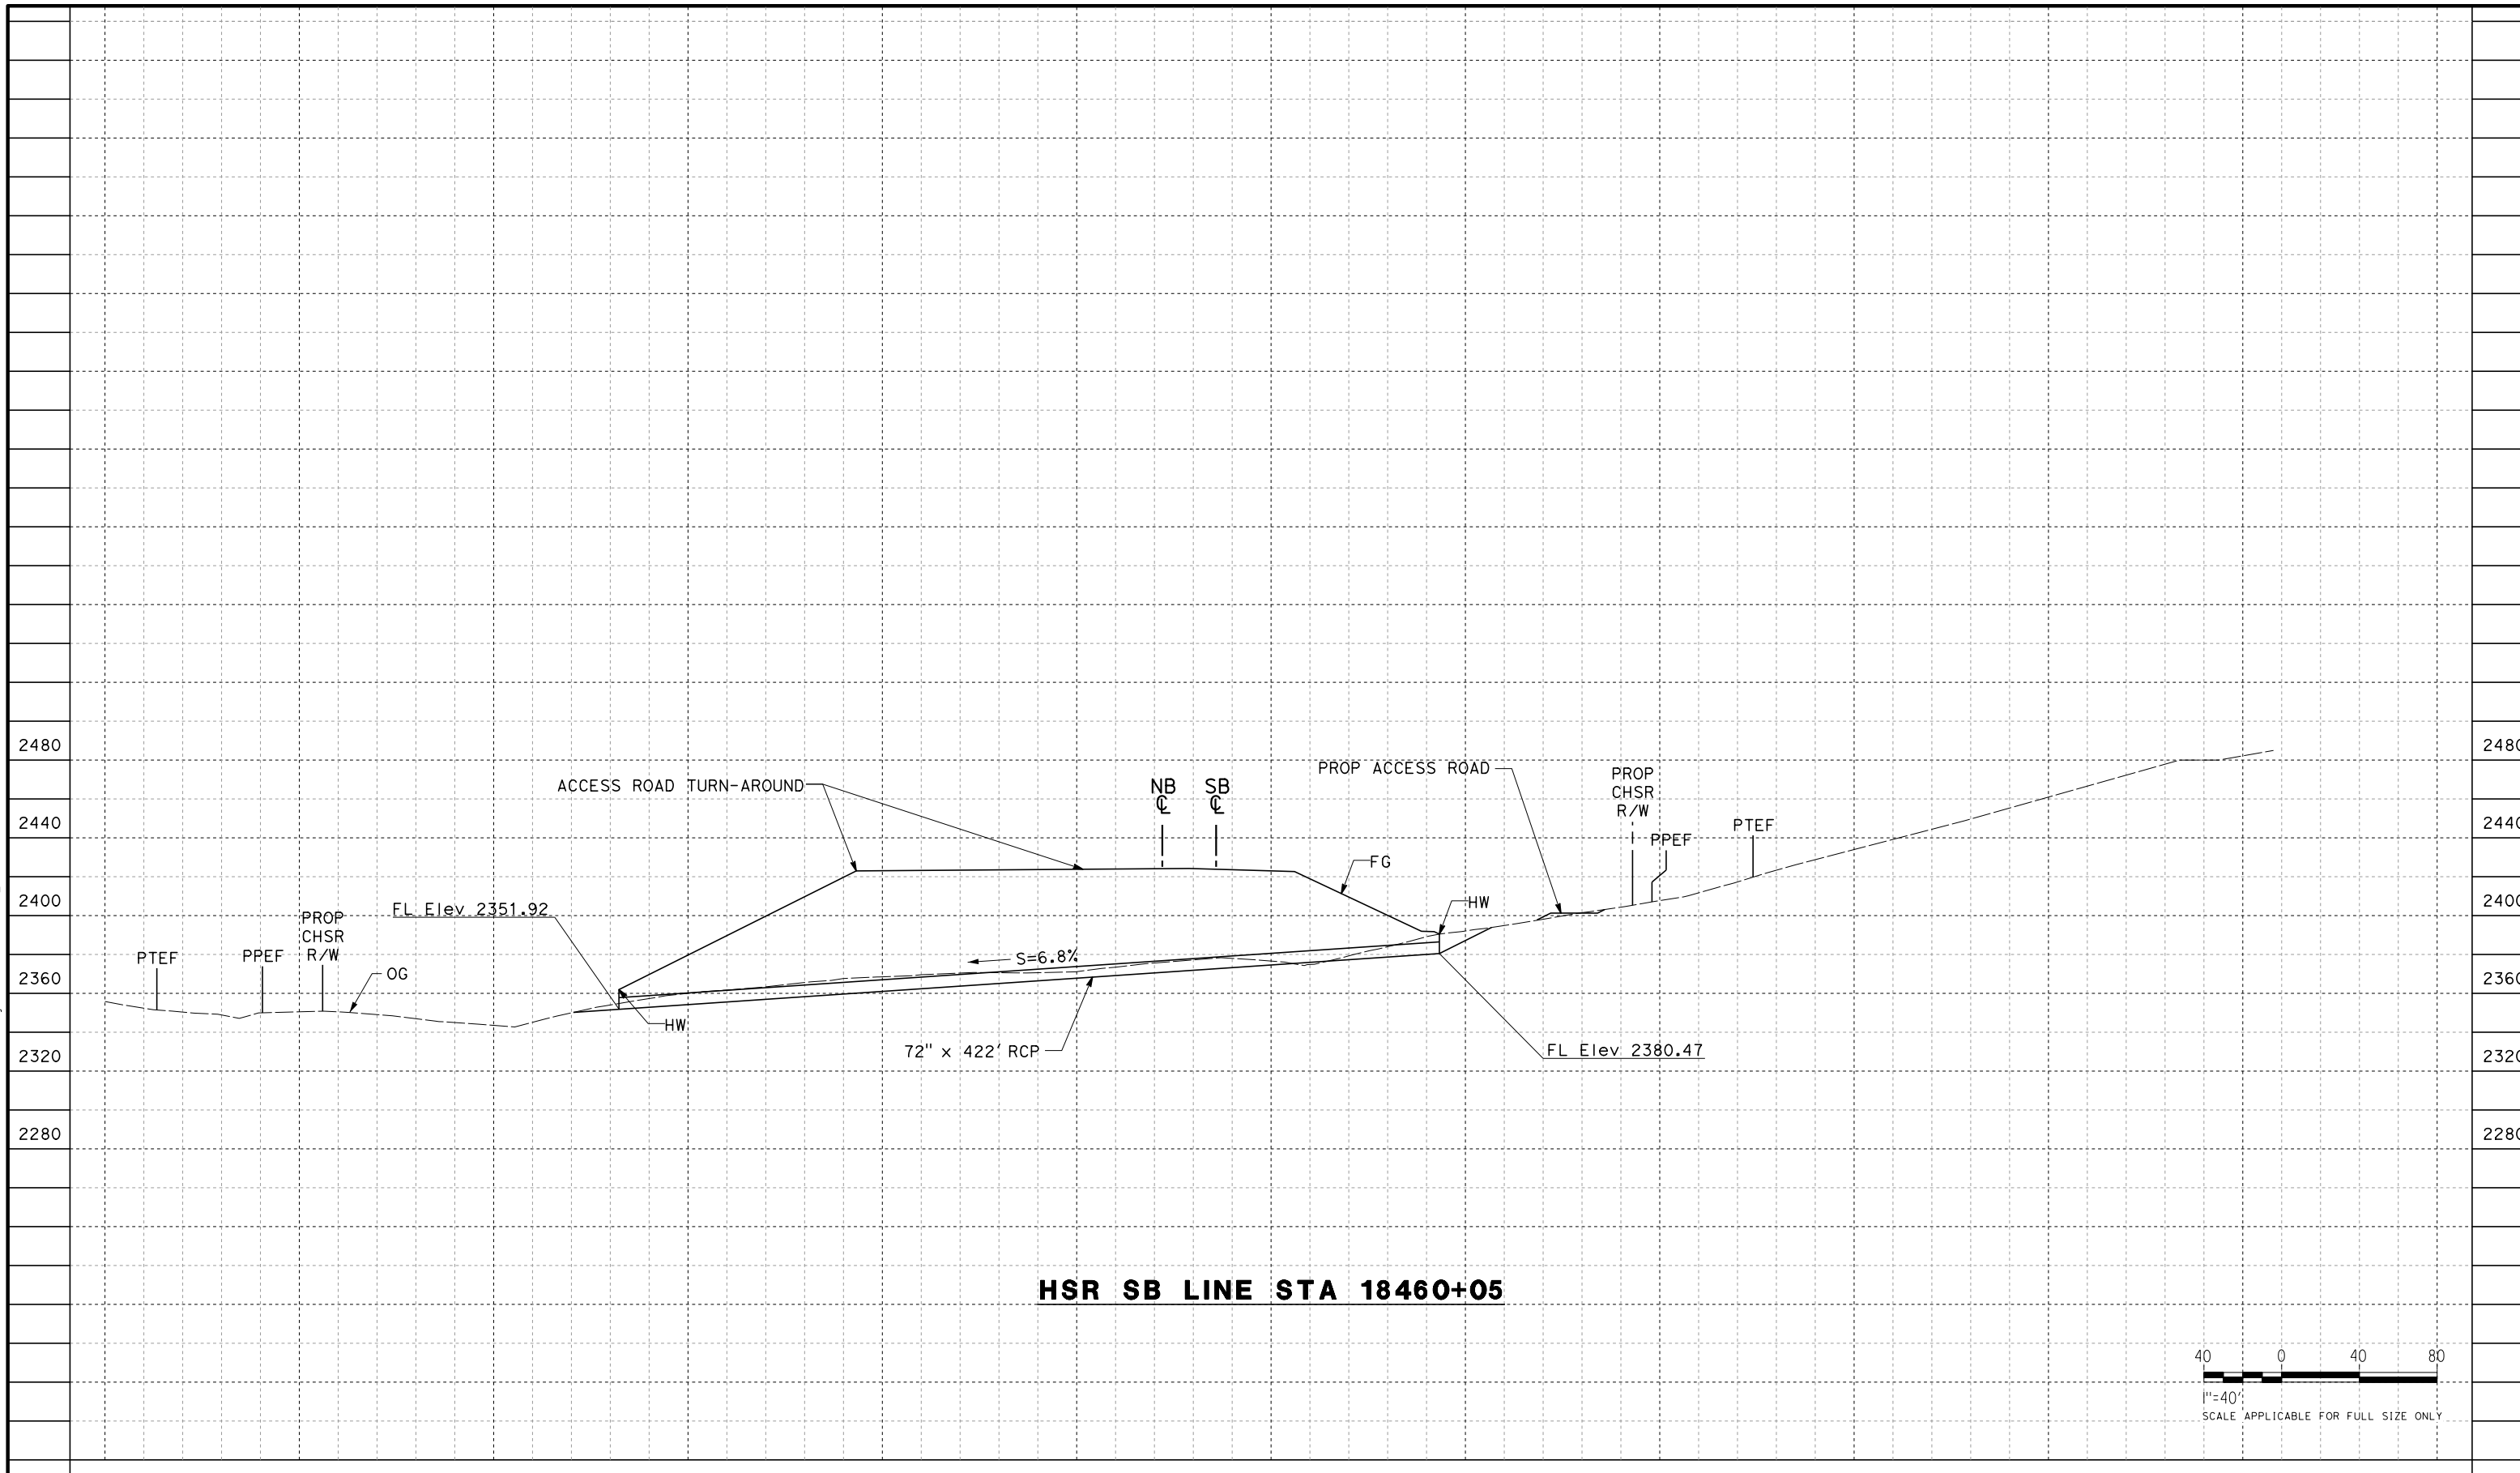 2480
2480
ACCESS ROAD TURN-AROUND
NB
℄
SB
℄
PROP ACCESS ROAD
PROP
CHSR
R/W
PPEF
PTEF
2440
2440
FG
2400
2400
FL Elev 2351.92
HW
PTEF
PPEF
PROP
CHSR
R/W
OG
S=6.8%
2360
2360
HW
72" x 422' RCP
FL Elev 2380.47
2320
2320
2280
2280
HSR SB LINE STA 18460+05
40 0 40 80
1"=40'
SCALE APPLICABLE FOR FULL SIZE ONLY